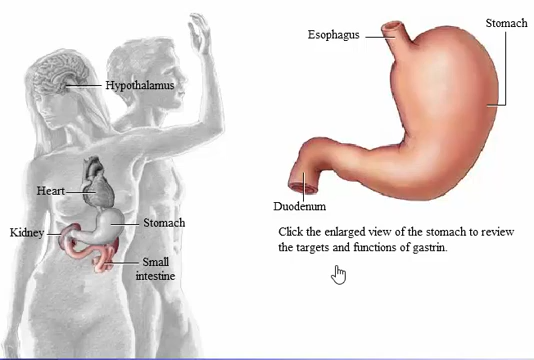 Hypothalamus
Heart
Stomach
Kidney
Small
intestine
Esophagus
Stomach
Duodenum
Click the enlarged view of the stomach to review
the targets and functions of gastrin.